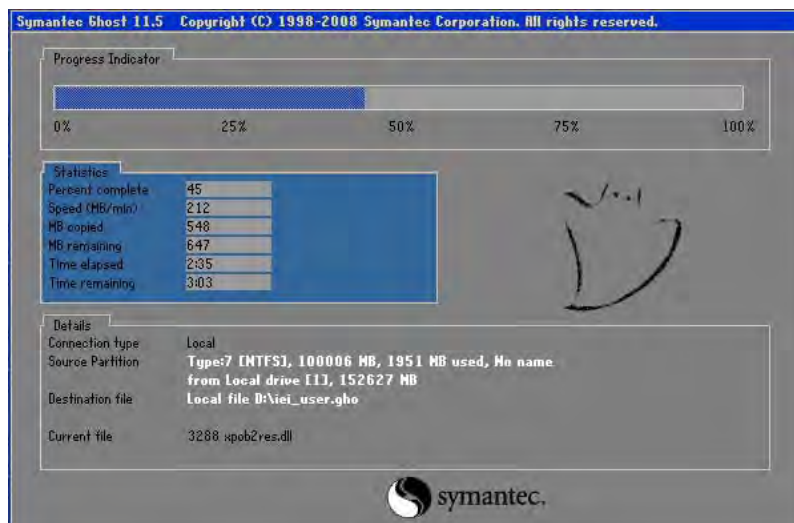 Symantec Ghost 11.5 Copyright (C) 1998-2008 Symantec Corporation. All rights reserved.
Progress Indicator
0% 25% 50% 75% 100%
Statistics
Percent complete 45
Speed (MB/min) 212
MB copied 548
MB remaining 647
Time elapsed 2:35
Time remaining 3:03
Details
Connection type Local
Source Partition Type:7 [NTFS], 100006 MB, 1951 MB used, No name
from Local drive [1], 152627 MB
Destination file Local file D:\iei_user.gho
Current file 3288 xpob2res.dll
symantec.